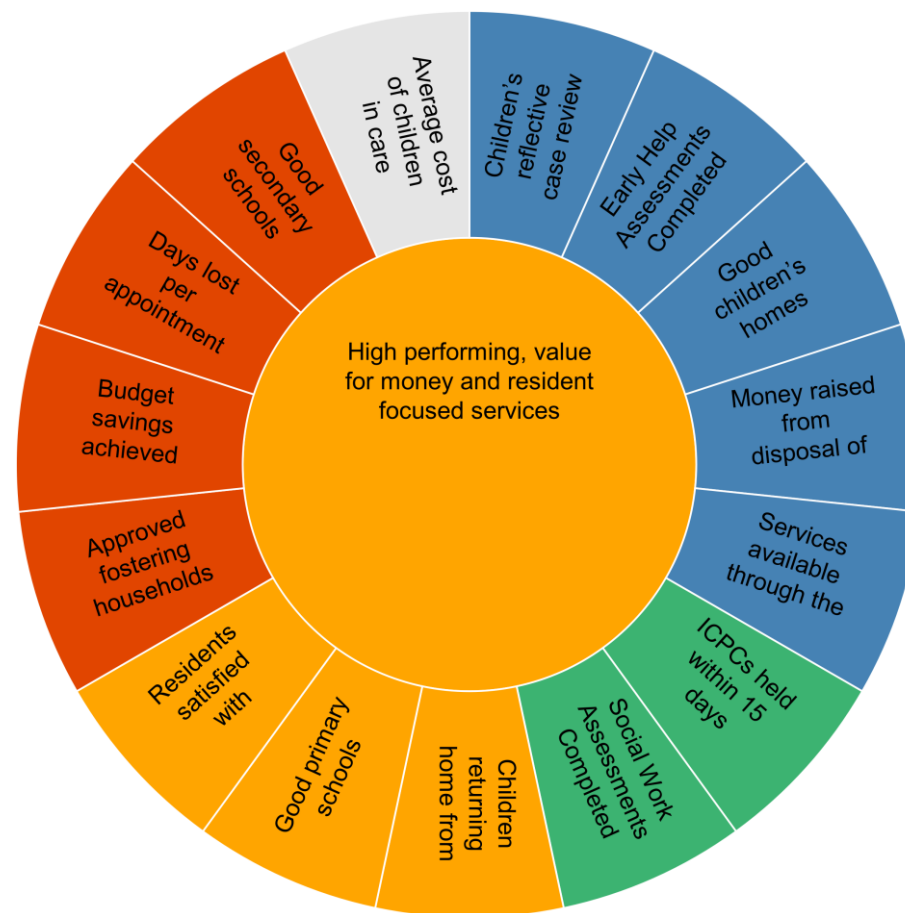 High performing, value
for money and resident
focused services
Children’s
reflective
case review
Early Help
Assessments
Completed
Good
children’s
homes
Money raised
from
disposal of
Services
available
through the
ICPCs held
within 15
days
Social Work
Assessments
Completed
Children
returning
home from
Good primary
schools
Residents
satisfied
with
Approved
fostering
households
Budget
savings
achieved
Days lost
per
appointment
Good
secondary
schools
Average cost
of children
in care